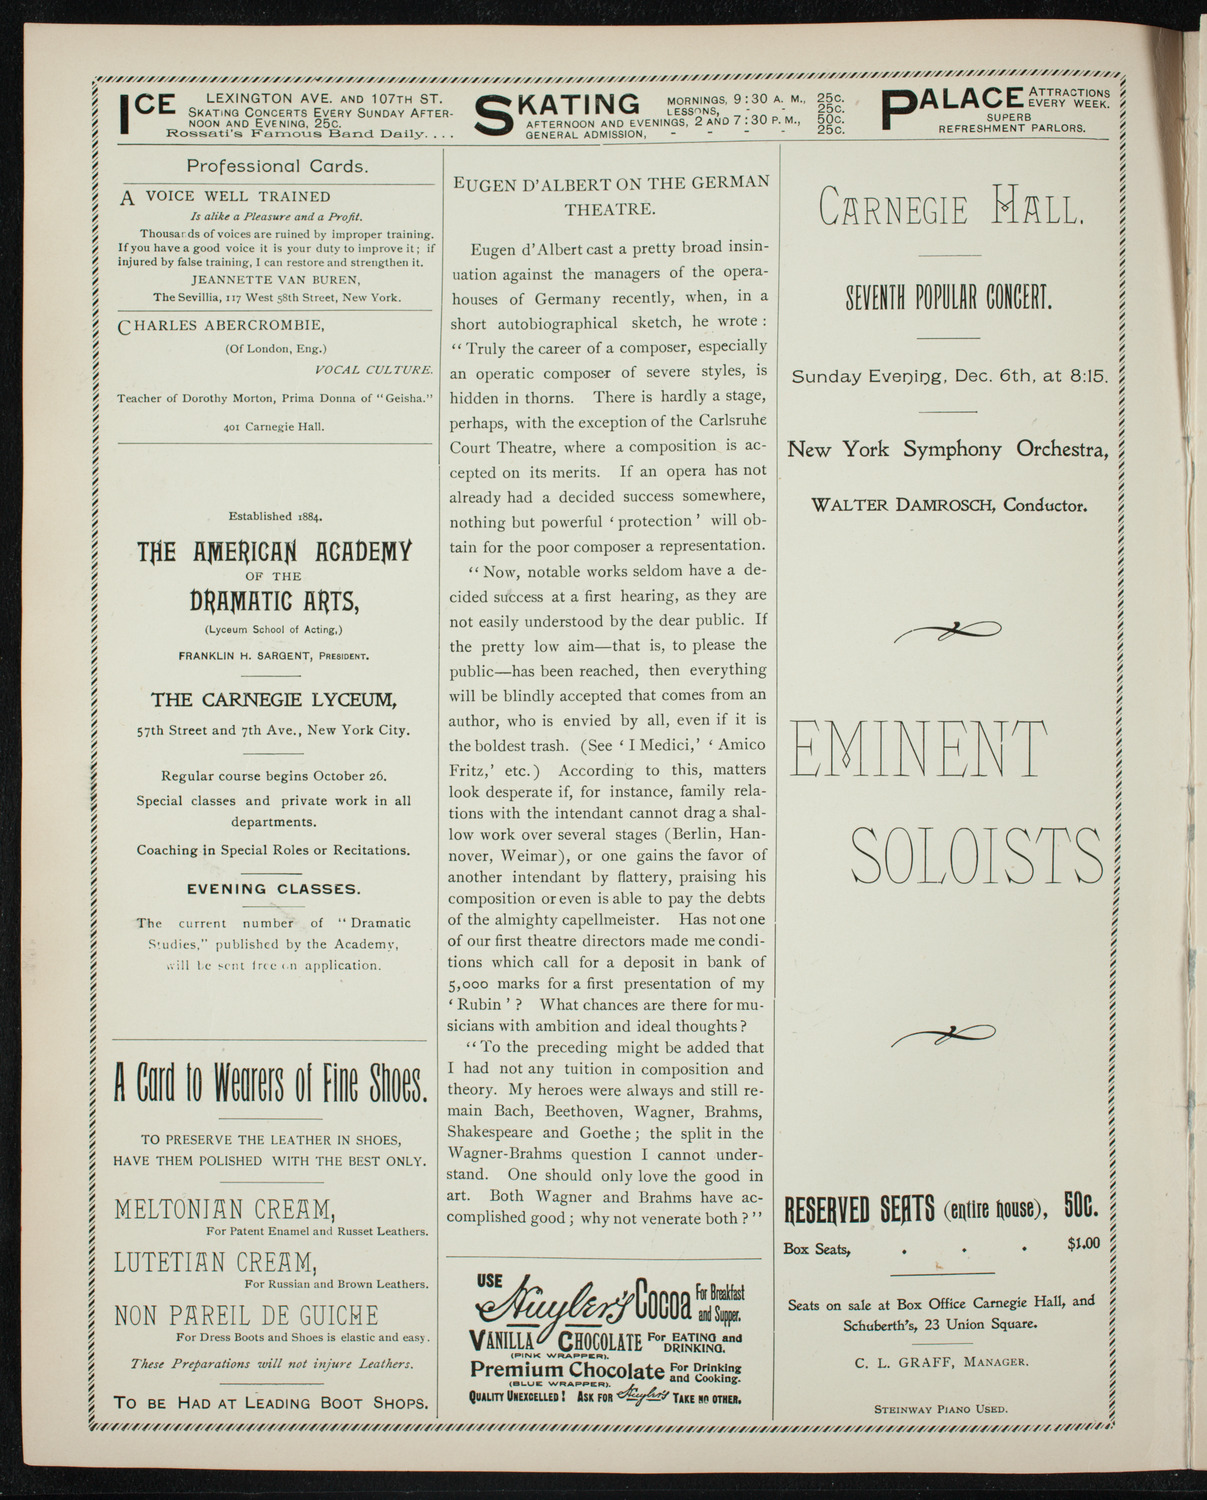 ICE SKATING PALACE
LEXINGTON AVE. AND 107TH ST.
SKATING CONCERTS EVERY SUNDAY AFTER-
NOON AND EVENING, 25C.
Rossati's Famous Band Daily. . . .
MORNINGS, 9:30 A. M., 25C.
LESSONS, - - 25C.
AFTERNOON AND EVENINGS, 2 AND 7:30 P. M., 50C.
GENERAL ADMISSION, - - - - 25C.
ATTRACTIONS
EVERY WEEK.
SUPERB
REFRESHMENT PARLORS.
Professional Cards.
A VOICE WELL TRAINED
Is alike a Pleasure and a Profit.
Thousands of voices are ruined by improper training.
If you have a good voice it is your duty to improve it; if
injured by false training, I can restore and strengthen it.
JEANNETTE VAN BUREN,
The Sevillia, 117 West 58th Street, New York.
CHARLES ABERCROMBIE,
(Of London, Eng.)
VOCAL CULTURE.
Teacher of Dorothy Morton, Prima Donna of "Geisha."
401 Carnegie Hall.
Established 1884.
THE AMERICAN ACADEMY
OF THE
DRAMATIC ARTS,
(Lyceum School of Acting,)
FRANKLIN H. SARGENT, PRESIDENT.
THE CARNEGIE LYCEUM,
57th Street and 7th Ave., New York City.
Regular course begins October 26.
Special classes and private work in all
departments.
Coaching in Special Roles or Recitations.
EVENING CLASSES.
The current number of "Dramatic
Studies," published by the Academy,
will be sent free on application.
A Card to Wearers of Fine Shoes.
TO PRESERVE THE LEATHER IN SHOES,
HAVE THEM POLISHED WITH THE BEST ONLY.
MELTONIAN CREAM,
For Patent Enamel and Russet Leathers.
LUTETIAN CREAM,
For Russian and Brown Leathers.
NON PAREIL DE GUICHE
For Dress Boots and Shoes is elastic and easy.
These Preparations will not injure Leathers.
TO BE HAD AT LEADING BOOT SHOPS.
EUGEN D'ALBERT ON THE GERMAN
THEATRE.
Eugen d'Albert cast a pretty broad insin-
uation against the managers of the opera-
houses of Germany recently, when, in a
short autobiographical sketch, he wrote:
"Truly the career of a composer, especially
an operatic composer of severe styles, is
hidden in thorns. There is hardly a stage,
perhaps, with the exception of the Carlsruhe
Court Theatre, where a composition is ac-
cepted on its merits. If an opera has not
already had a decided success somewhere,
nothing but powerful 'protection' will ob-
tain for the poor composer a representation.
"Now, notable works seldom have a de-
cided success at a first hearing, as they are
not easily understood by the dear public. If
the pretty low aim—that is, to please the
public—has been reached, then everything
will be blindly accepted that comes from an
author, who is envied by all, even if it is
the boldest trash. (See 'I Medici,' 'Amico
Fritz,' etc.) According to this, matters
look desperate if, for instance, family rela-
tions with the intendant cannot drag a shal-
low work over several stages (Berlin, Han-
nover, Weimar), or one gains the favor of
another intendant by flattery, praising his
composition or even is able to pay the debts
of the almighty capellmeister. Has not one
of our first theatre directors made me condi-
tions which call for a deposit in bank of
5,000 marks for a first presentation of my
'Rubin'? What chances are there for mu-
sicians with ambition and ideal thoughts?
"To the preceding might be added that
I had not any tuition in composition and
theory. My heroes were always and still re-
main Bach, Beethoven, Wagner, Brahms,
Shakespeare and Goethe; the split in the
Wagner-Brahms question I cannot under-
stand. One should only love the good in
art. Both Wagner and Brahms have ac-
complished good; why not venerate both?"
USE Huyler's Cocoa For Breakfast
and Supper.
VANILLA CHOCOLATE For EATING and
DRINKING.
(PINK WRAPPER).
Premium Chocolate For Drinking
and Cooking.
(BLUE WRAPPER).
QUALITY UNEXCELLED! ASK FOR Huyler's TAKE NO OTHER.
CARNEGIE HALL.
SEVENTH POPULAR CONCERT.
Sunday Evening, Dec. 6th, at 8:15.
New York Symphony Orchestra,
WALTER DAMROSCH, Conductor.
EMINENT
SOLOISTS
RESERVED SEATS (entire house), 50c.
Box Seats, . . . $1.00
Seats on sale at Box Office Carnegie Hall, and
Schuberth's, 23 Union Square.
C. L. GRAFF, MANAGER.
STEINWAY PIANO USED.